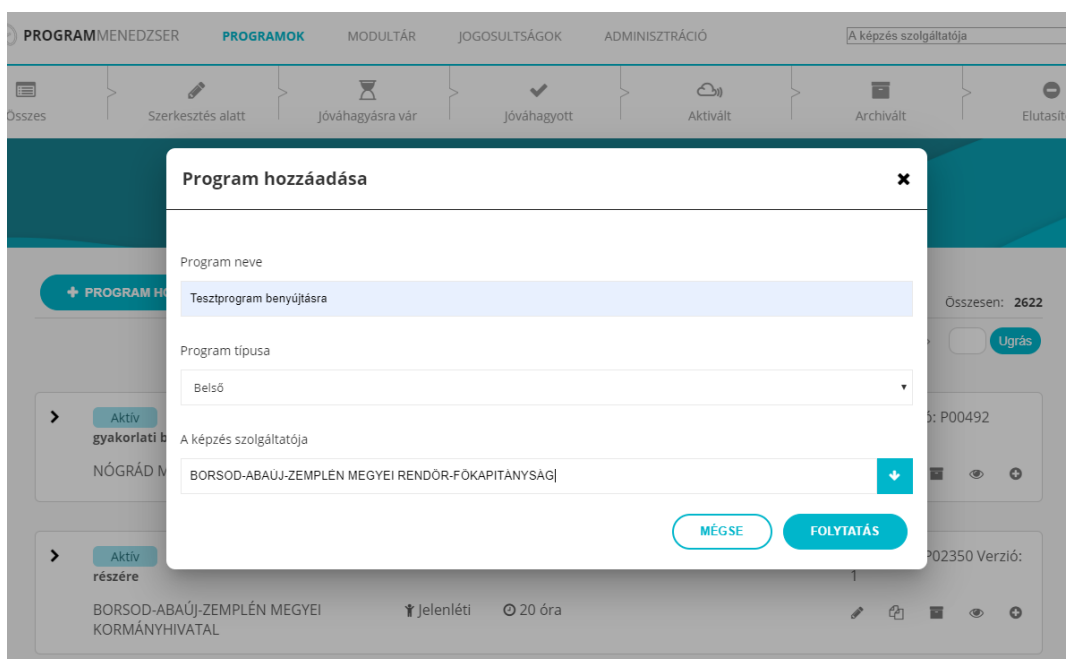 PROGRAMMENEDZSER PROGRAMOK MODULTÁR JOGOSULTSÁGOK ADMINISZTRÁCIÓ A képzés szolgáltatója
Összes > Szerkesztés alatt > Jóváhagyásra vár > Jóváhagyott > Aktivált > Archivált > Elutasít
Program hozzáadása
Program neve
Tesztprogram benyújtásra
Program típusa
Belső
A képzés szolgáltatója
BORSOD-ABAÚJ-ZEMPLÉN MEGYEI RENDŐR-FŐKAPITÁNYSÁG
MÉGSE FOLYTATÁS
+ PROGRAM H
Összesen: 2622
Ugrás
Aktív ó: P00492
gyakorlati b
NÓGRÁD M
Aktív P02350 Verzió:
részére 1
BORSOD-ABAÚJ-ZEMPLÉN MEGYEI Jelenléti 20 óra
KORMÁNYHIVATAL